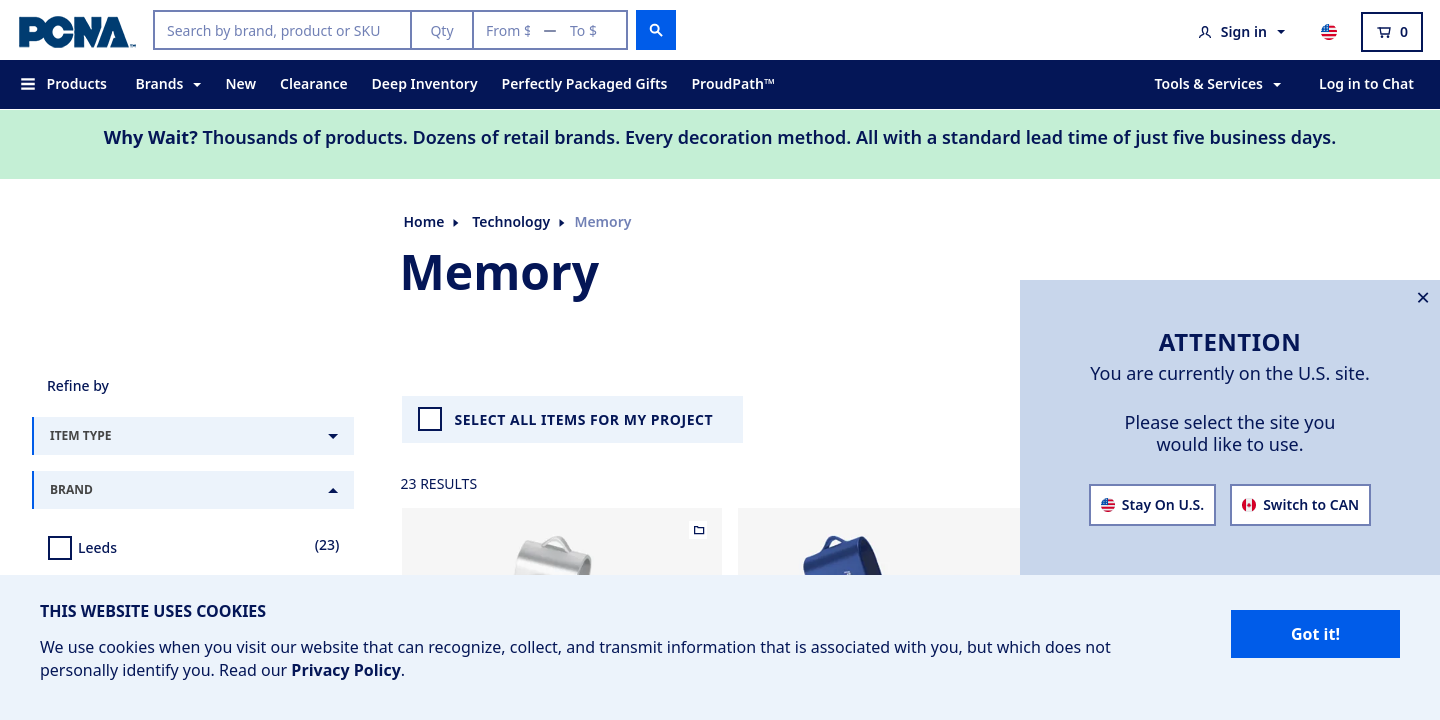 PCNA™
Search by brand, product or SKU
Qty
From $
To $
Sign in
0
Products
Brands
New
Clearance
Deep Inventory
Perfectly Packaged Gifts
ProudPath™
Tools & Services
Log in to Chat
Why Wait? Thousands of products. Dozens of retail brands. Every decoration method. All with a standard lead time of just five business days.
Home
Technology
Memory
Memory
Refine by
ITEM TYPE
BRAND
Leeds
(23)
SELECT ALL ITEMS FOR MY PROJECT
23 RESULTS
ATTENTION
You are currently on the U.S. site.
Please select the site you
would like to use.
Stay On U.S.
Switch to CAN
THIS WEBSITE USES COOKIES
We use cookies when you visit our website that can recognize, collect, and transmit information that is associated with you, but which does not
personally identify you. Read our Privacy Policy.
Got it!